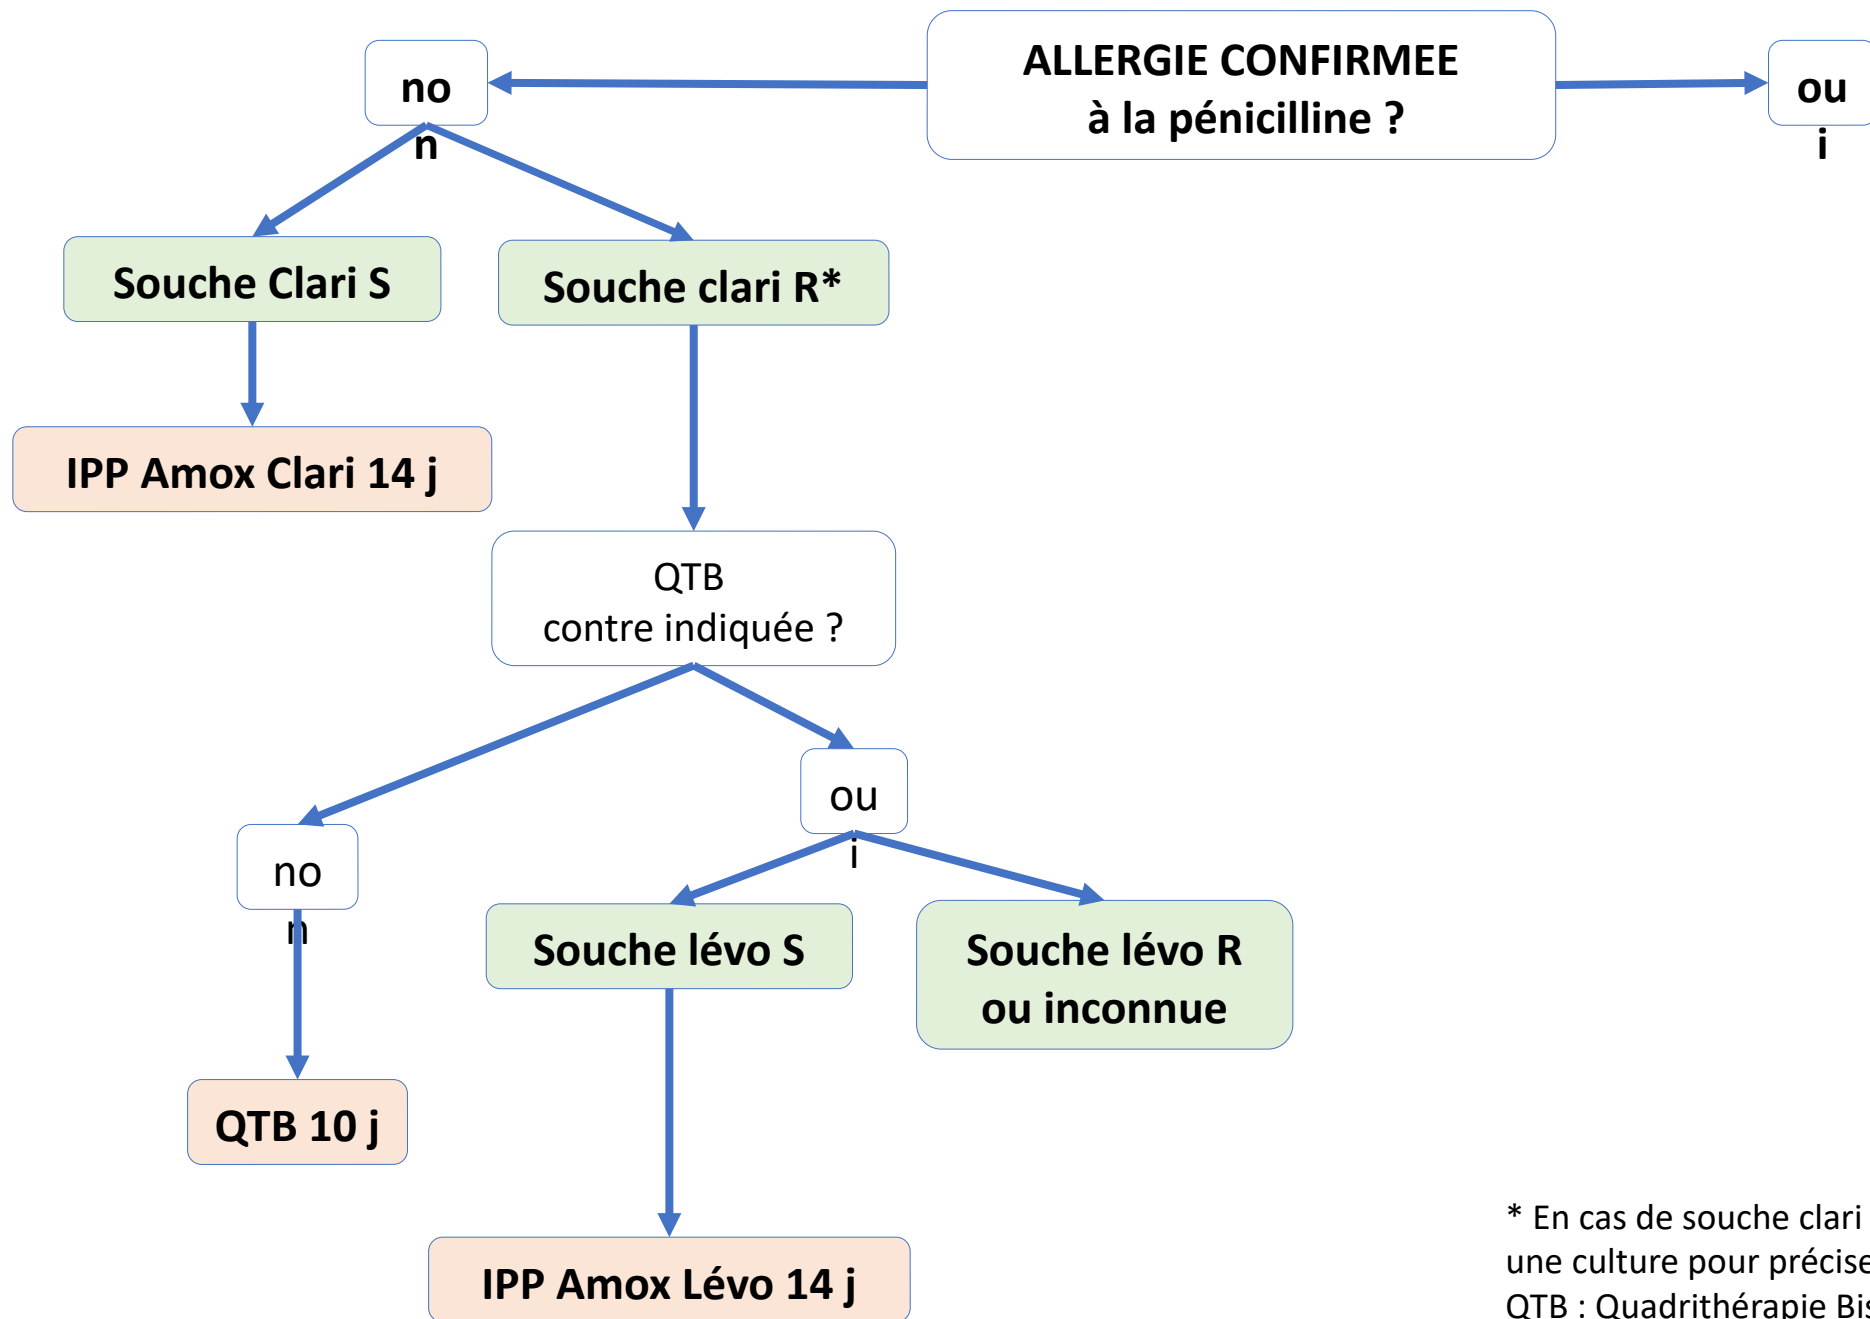 ALLERGIE CONFIRMEE
à la pénicilline ?
no
n
ou
i
Souche Clari S
Souche clari R*
IPP Amox Clari 14 j
QTB
contre indiquée ?
no
n
ou
i
Souche lévo S
Souche lévo R
ou inconnue
QTB 10 j
IPP Amox Lévo 14 j
* En cas de souche clari
une culture pour précise
QTB : Quadrithérapie Bis